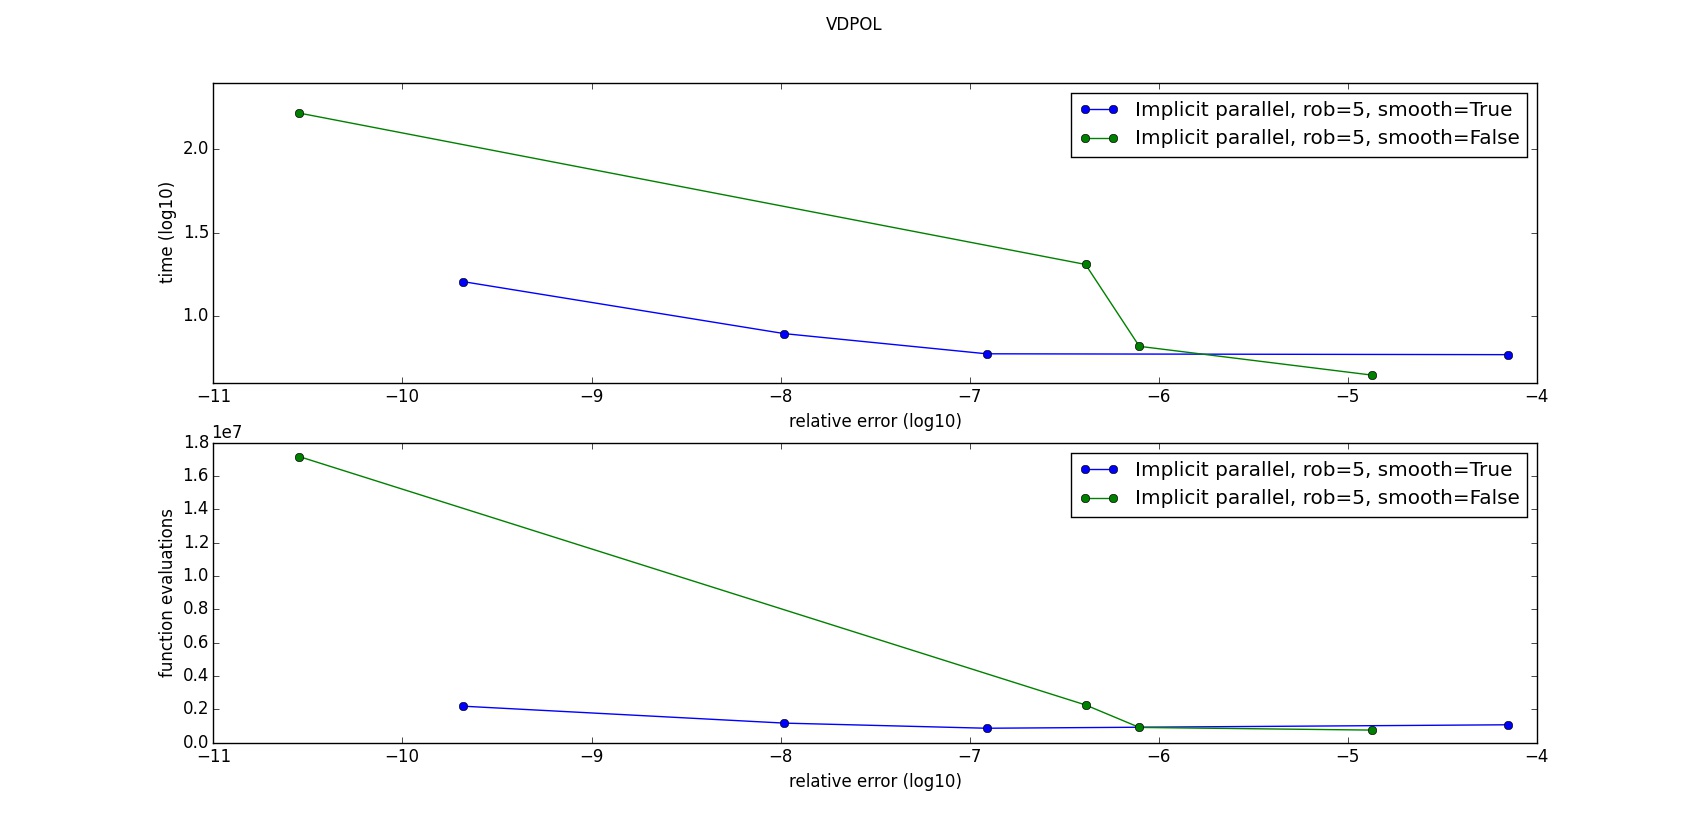 VDPOL
time (log10)
2.0
1.5
1.0
Implicit parallel, rob=5, smooth=True
Implicit parallel, rob=5, smooth=False
−11 −10 −9 −8 −7 −6 −5 −4
relative error (log10)
1e7
function evaluations
1.8
1.6
1.4
1.2
1.0
0.8
0.6
0.4
0.2
0.0
Implicit parallel, rob=5, smooth=True
Implicit parallel, rob=5, smooth=False
−11 −10 −9 −8 −7 −6 −5 −4
relative error (log10)